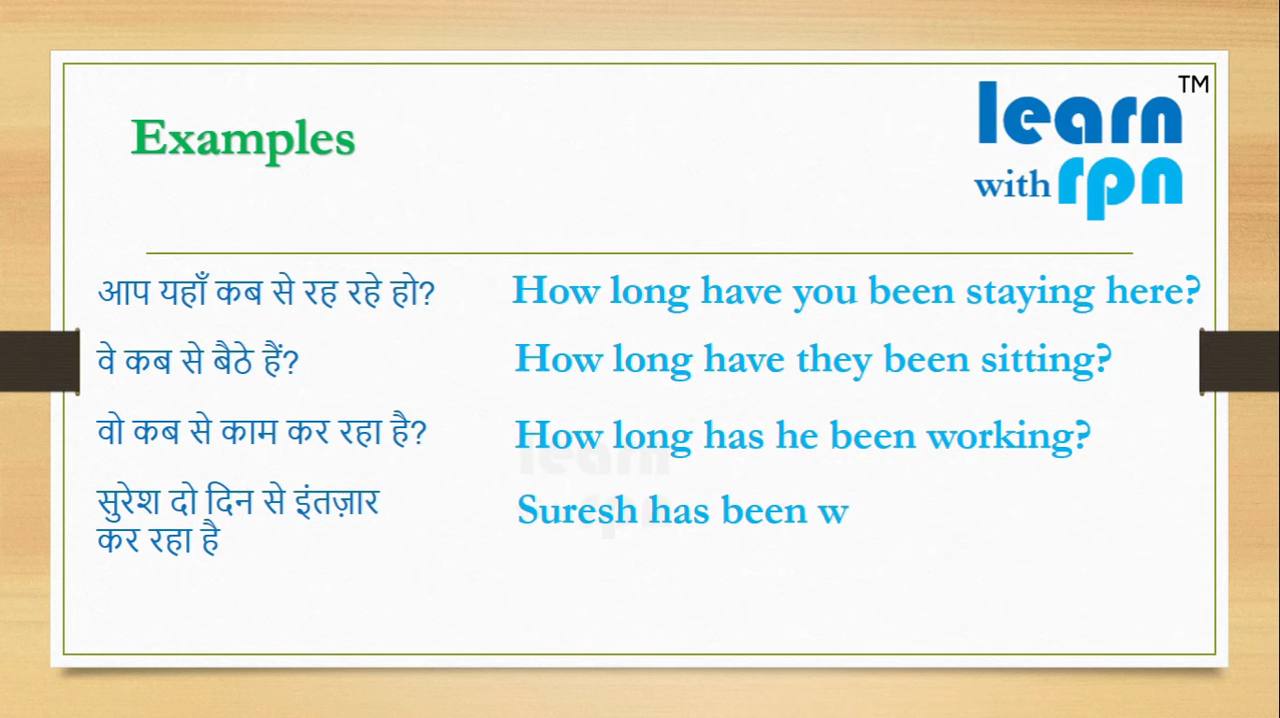 learn™
with rpn
Examples
आप यहाँ कब से रह रहे हो?
How long have you been staying here?
वे कब से बैठे हैं?
How long have they been sitting?
वो कब से काम कर रहा है?
How long has he been working?
learn
rpn
सुरेश दो दिन से इंतज़ार
कर रहा है
Suresh has been w